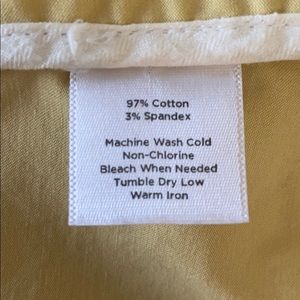 97% Cotton
3% Spandex
Machine Wash Cold
Non-Chlorine
Bleach When Needed
Tumble Dry Low
Warm Iron